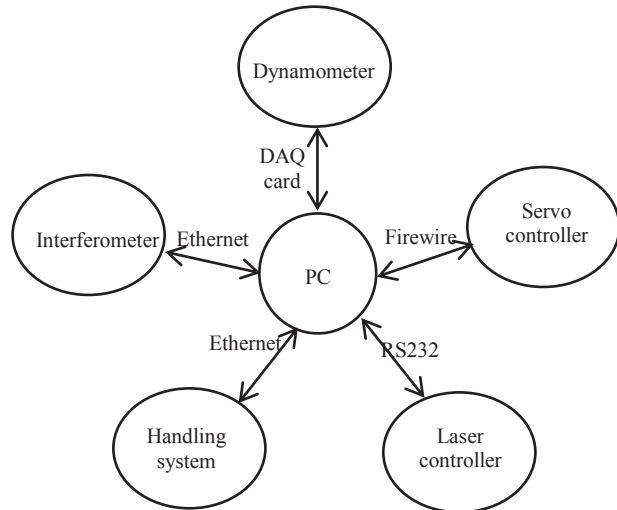 Dynamometer
DAQ
card
Interferometer
Ethernet
PC
Firewire
Servo
controller
Ethernet
RS232
Handling
system
Laser
controller